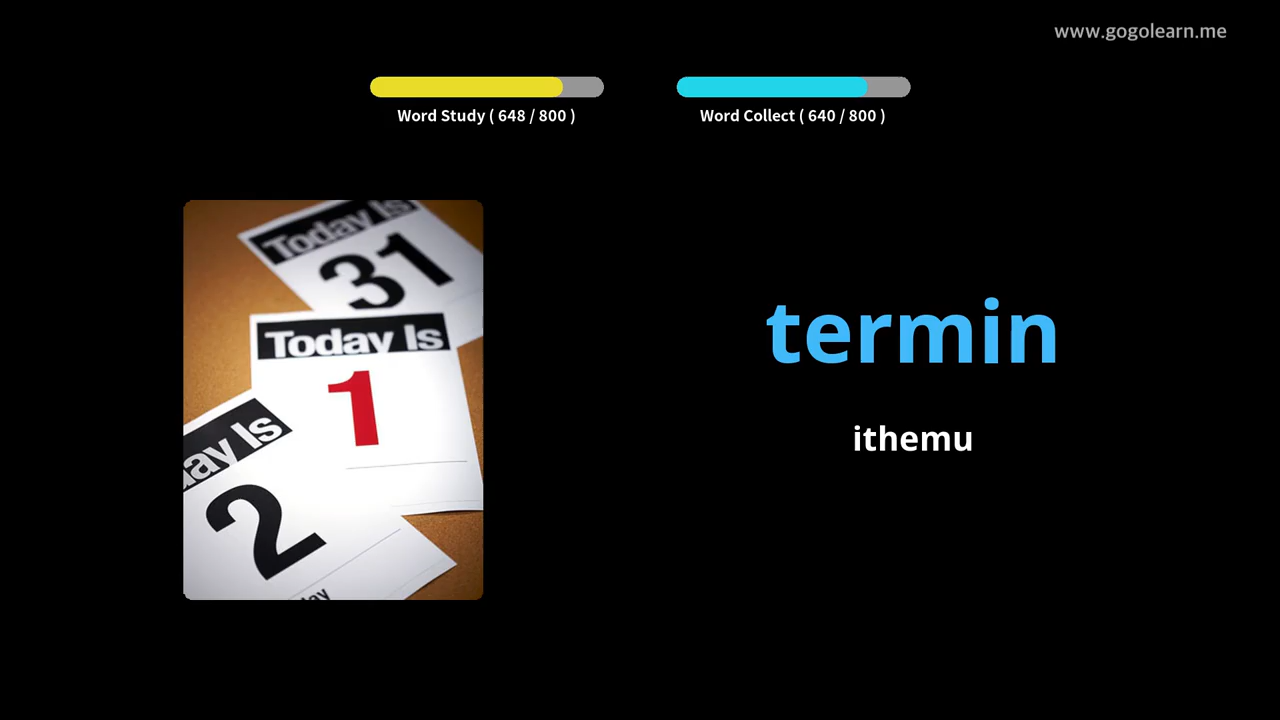 www.gogolearn.me
Word Study ( 648 / 800 )
Word Collect ( 640 / 800 )
Today Is
31
Today Is
1
ay Is
2
ay
termin
ithemu